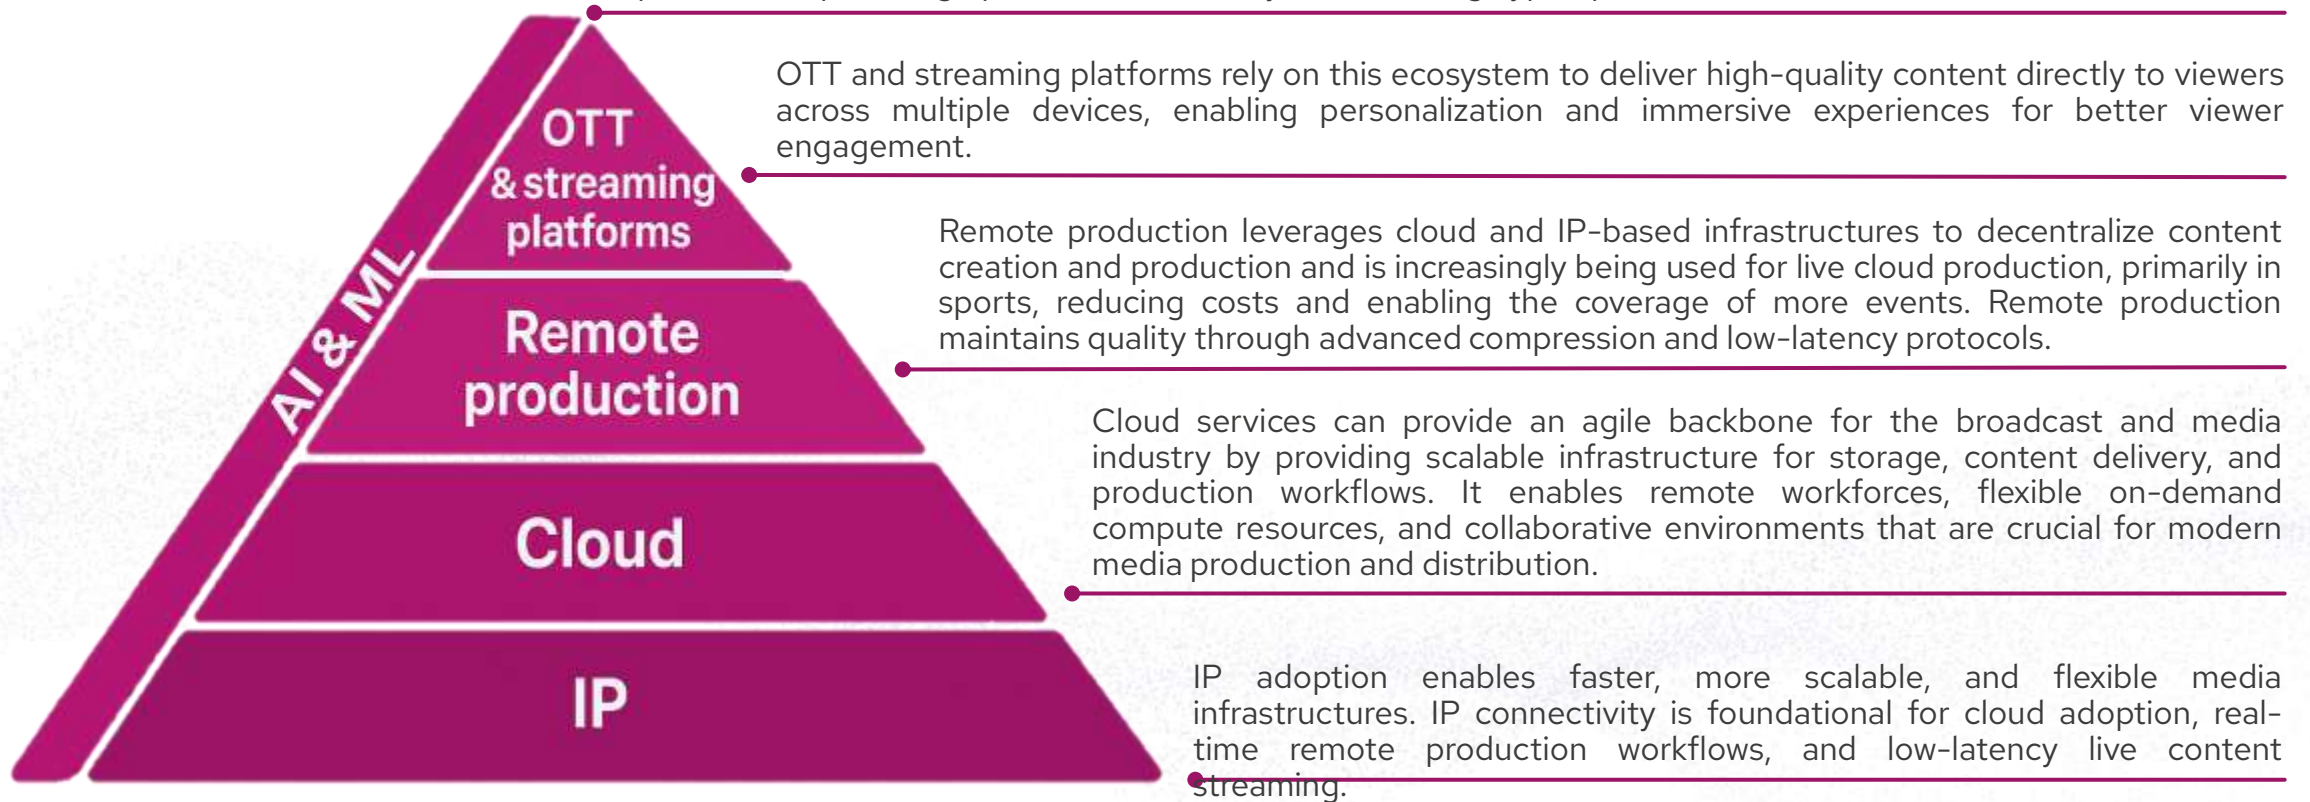 OTT and streaming platforms rely on this ecosystem to deliver high-quality content directly to viewers
across multiple devices, enabling personalization and immersive experiences for better viewer
engagement.
OTT
& streaming
platforms
Remote production leverages cloud and IP-based infrastructures to decentralize content
creation and production and is increasingly being used for live cloud production, primarily in
sports, reducing costs and enabling the coverage of more events. Remote production
maintains quality through advanced compression and low-latency protocols.
AI & ML
Remote
production
Cloud services can provide an agile backbone for the broadcast and media
industry by providing scalable infrastructure for storage, content delivery, and
production workflows. It enables remote workforces, flexible on-demand
compute resources, and collaborative environments that are crucial for modern
media production and distribution.
Cloud
IP adoption enables faster, more scalable, and flexible media
infrastructures. IP connectivity is foundational for cloud adoption, real-
time remote production workflows, and low-latency live content
streaming.
IP